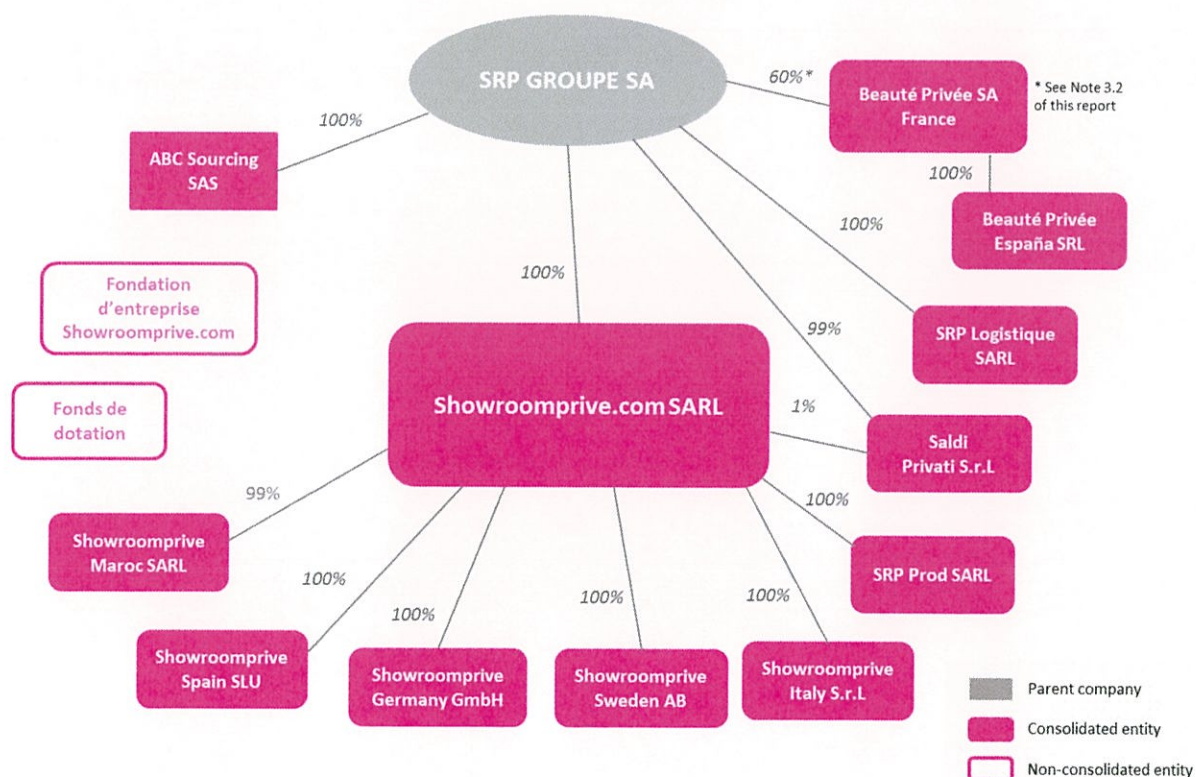 SRP GROUPE SA
60%*
Beauté Privée SA
France
* See Note 3.2
of this report
100%
ABC Sourcing
SAS
100%
Beauté Privée
España SRL
100%
100%
Fondation
d'entreprise
Showroomprive.com
99%
SRP Logistique
SARL
Showroomprive.com SARL
1%
Fonds de
dotation
Saldi
Privati S.r.L
99%
100%
Showroomprive
Maroc SARL
SRP Prod SARL
100%
100%
100%
100%
Showroomprive
Spain SLU
Showroomprive
Germany GmbH
Showroomprive
Sweden AB
Showroomprive
Italy S.r.L
Parent company
Consolidated entity
Non-consolidated entity